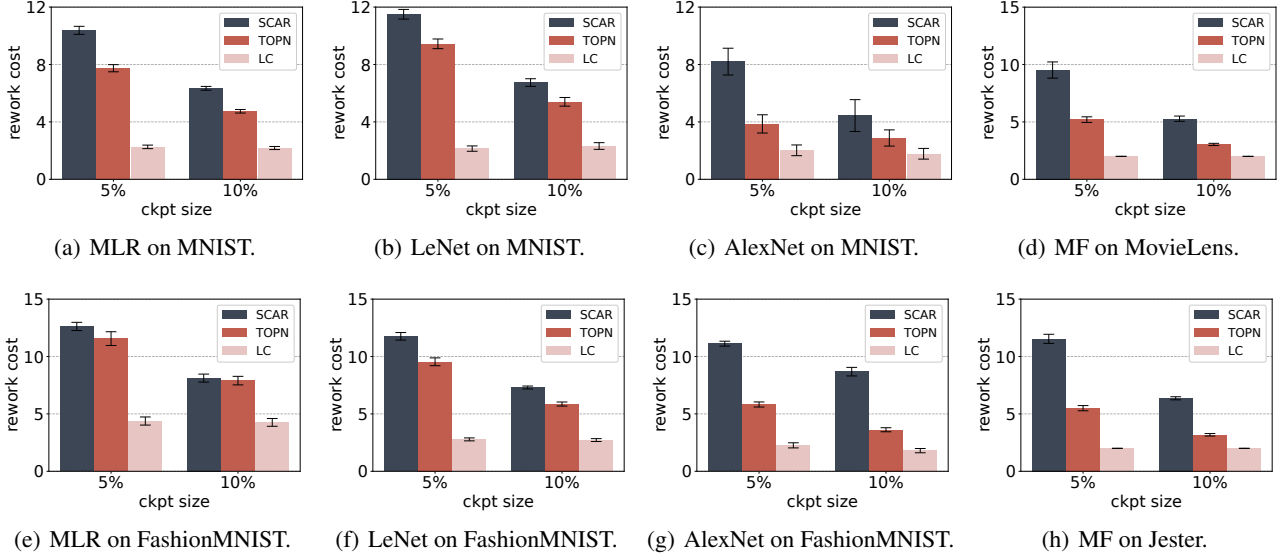 12
8
4
0
rework cost
5%
10%
ckpt size
SCAR
TOPN
LC
(a) MLR on MNIST.
12
8
4
0
rework cost
5%
10%
ckpt size
SCAR
TOPN
LC
(b) LeNet on MNIST.
12
8
4
0
rework cost
5%
10%
ckpt size
SCAR
TOPN
LC
(c) AlexNet on MNIST.
15
10
5
0
rework cost
5%
10%
ckpt size
SCAR
TOPN
LC
(d) MF on MovieLens.
15
10
5
0
rework cost
5%
10%
ckpt size
SCAR
TOPN
LC
(e) MLR on FashionMNIST.
15
10
5
0
rework cost
5%
10%
ckpt size
SCAR
TOPN
LC
(f) LeNet on FashionMNIST.
15
10
5
0
rework cost
5%
10%
ckpt size
SCAR
TOPN
LC
(g) AlexNet on FashionMNIST.
15
10
5
0
rework cost
5%
10%
ckpt size
SCAR
TOPN
LC
(h) MF on Jester.